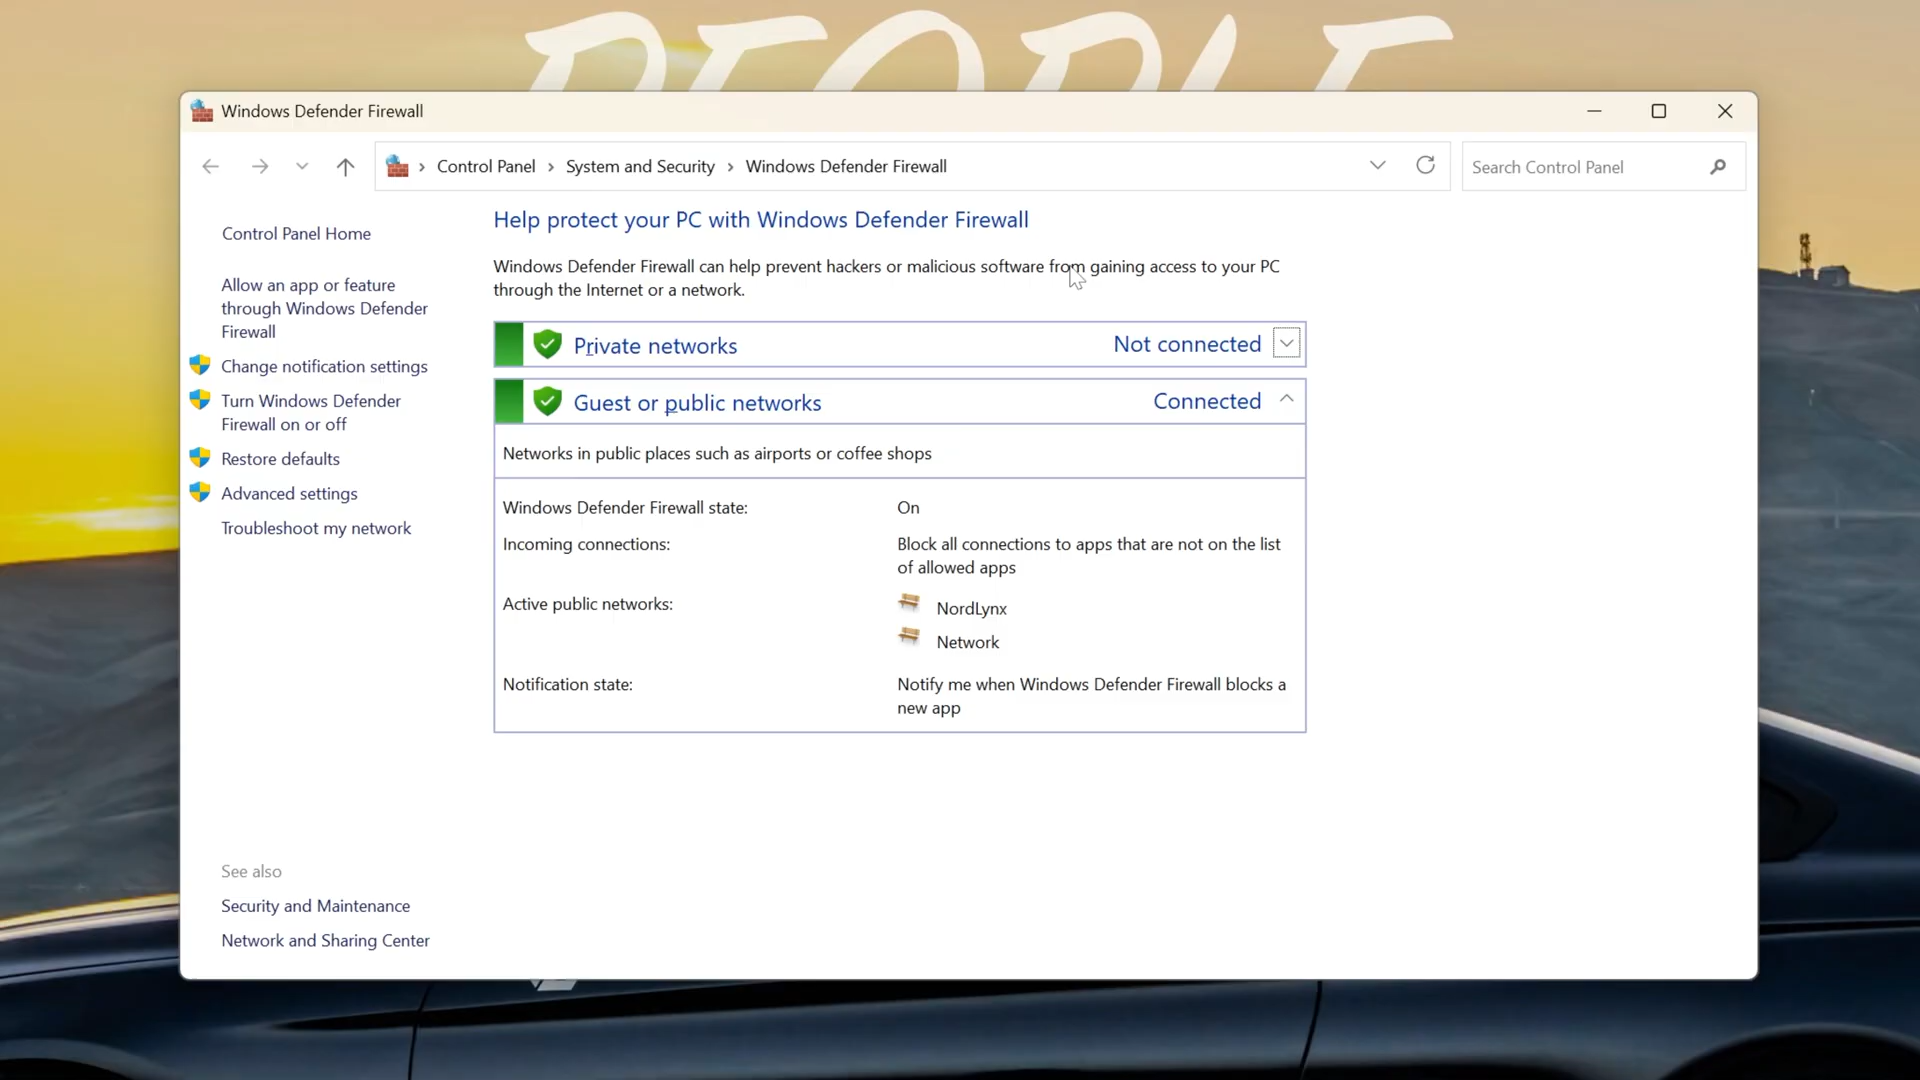 PEOPLE
Windows Defender Firewall
Control Panel > System and Security > Windows Defender Firewall
Search Control Panel
Control Panel Home
Allow an app or feature
through Windows Defender
Firewall
Change notification settings
Turn Windows Defender
Firewall on or off
Restore defaults
Advanced settings
Troubleshoot my network
See also
Security and Maintenance
Network and Sharing Center
Help protect your PC with Windows Defender Firewall
Windows Defender Firewall can help prevent hackers or malicious software from gaining access to your PC
through the Internet or a network.
Private networks Not connected
Guest or public networks Connected
Networks in public places such as airports or coffee shops
Windows Defender Firewall state: On
Incoming connections: Block all connections to apps that are not on the list
of allowed apps
Active public networks: NordLynx
Network
Notification state: Notify me when Windows Defender Firewall blocks a
new app